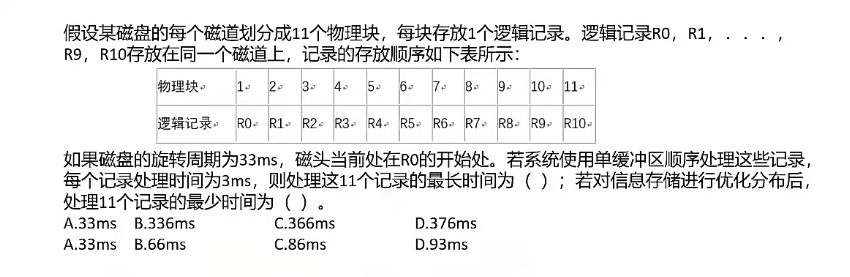 假设某磁盘的每个磁道划分成11个物理块，每块存放1个逻辑记录。逻辑记录R0，R1，．．．，
R9，R10存放在同一个磁道上，记录的存放顺序如下表所示：
物理块 1 2 3 4 5 6 7 8 9 10 11
逻辑记录 R0 R1 R2 R3 R4 R5 R6 R7 R8 R9 R10
如果磁盘的旋转周期为33ms，磁头当前处在R0的开始处。若系统使用单缓冲区顺序处理这些记录，
每个记录处理时间为3ms，则处理这11个记录的最长时间为（ ）；若对信息存储进行优化分布后，
处理11个记录的最少时间为（ ）。
A.33ms B.336ms C.366ms D.376ms
A.33ms B.66ms C.86ms D.93ms